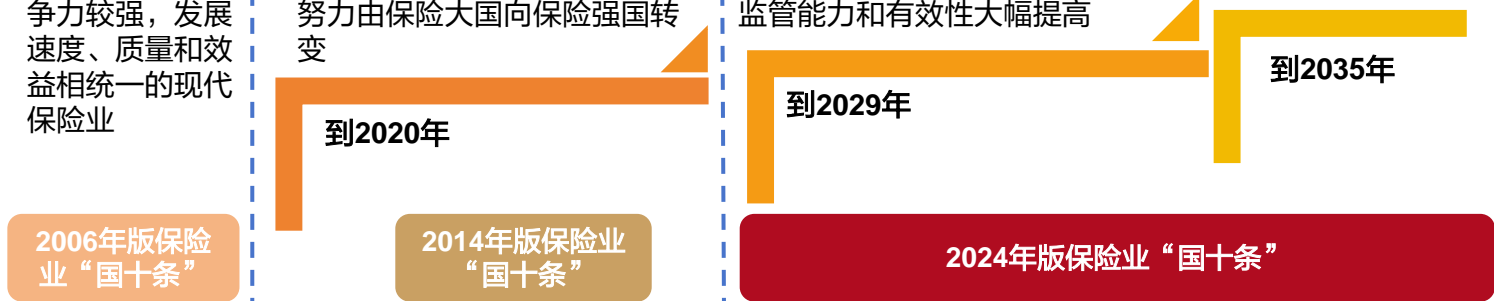 争力较强，发展
速度、质量和效
益相统一的现代
保险业
努力由保险大国向保险强国转
变
监管能力和有效性大幅提高
到2020年
到2029年
到2035年
2006年版保险
业“国十条”
2014年版保险业
“国十条”
2024年版保险业“国十条”